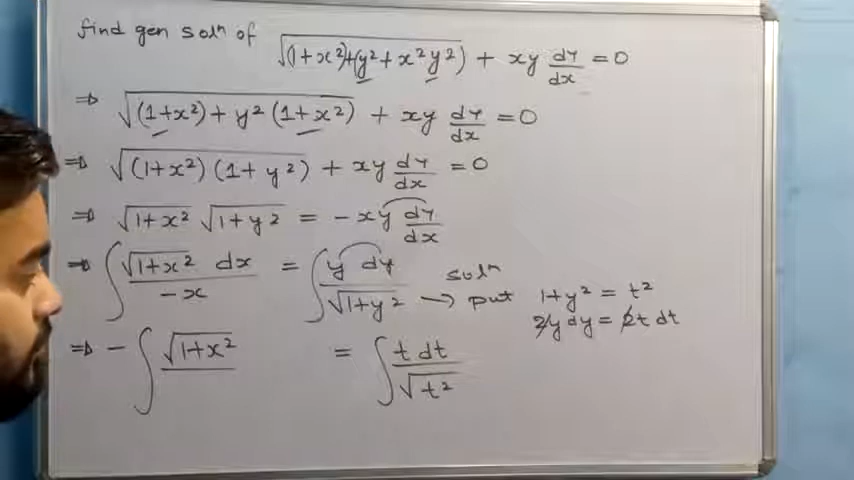 find gen solⁿ of √(1+x²)+(y²+x²y²) + xy dy/dx = 0
⇒ √(1+x²)+y²(1+x²) + xy dy/dx = 0
⇒ √(1+x²)(1+y²) + xy dy/dx = 0
⇒ √1+x² √1+y² = -xy dy/dx
⇒ ∫ √1+x² dx / -x = ∫ y dy / √1+y² → solⁿ put 1+y² = t²
2y dy = 2t dt
⇒ -∫ √1+x² = ∫ t dt / √t²